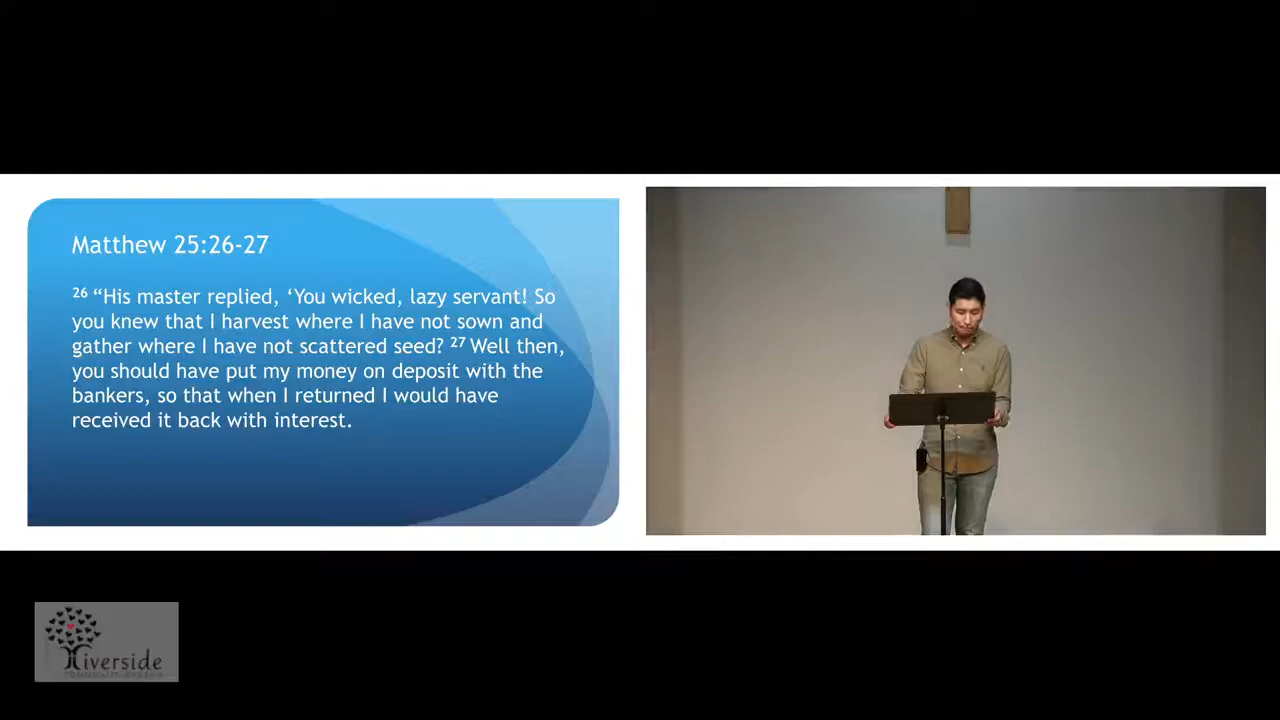 Matthew 25:26-27
26 “His master replied, ‘You wicked, lazy servant! So
you knew that I harvest where I have not sown and
gather where I have not scattered seed? 27 Well then,
you should have put my money on deposit with the
bankers, so that when I returned I would have
received it back with interest.
Riverside